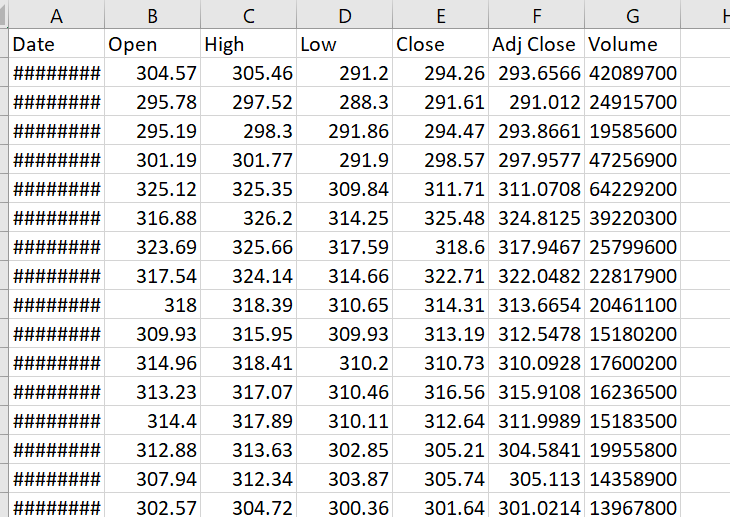 A B C D E F G H
Date Open High Low Close Adj Close Volume
######## 304.57 305.46 291.2 294.26 293.6566 42089700
######## 295.78 297.52 288.3 291.61 291.012 24915700
######## 295.19 298.3 291.86 294.47 293.8661 19585600
######## 301.19 301.77 291.9 298.57 297.9577 47256900
######## 325.12 325.35 309.84 311.71 311.0708 64229200
######## 316.88 326.2 314.25 325.48 324.8125 39220300
######## 323.69 325.66 317.59 318.6 317.9467 25799600
######## 317.54 324.14 314.66 322.71 322.0482 22817900
######## 318 318.39 310.65 314.31 313.6654 20461100
######## 309.93 315.95 309.93 313.19 312.5478 15180200
######## 314.96 318.41 310.2 310.73 310.0928 17600200
######## 313.23 317.07 310.46 316.56 315.9108 16236500
######## 314.4 317.89 310.11 312.64 311.9989 15183500
######## 312.88 313.63 302.85 305.21 304.5841 19955800
######## 307.94 312.34 303.87 305.74 305.113 14358900
######## 302.57 304.72 300.36 301.64 301.0214 13967800